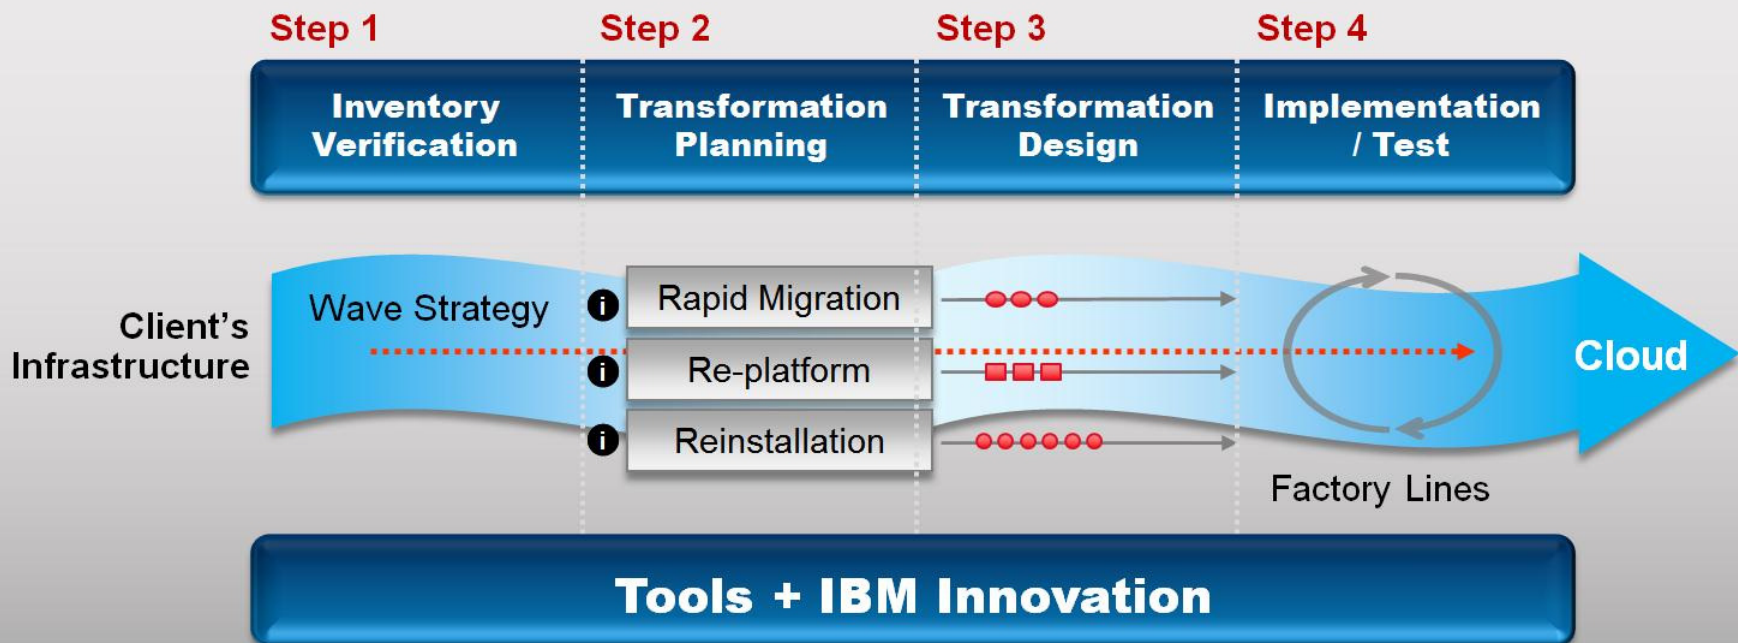 Step 1
Step 2
Step 3
Step 4
Inventory
Verification
Transformation
Planning
Transformation
Design
Implementation
/ Test
Client's
Infrastructure
Wave Strategy
i
Rapid Migration
i
Re-platform
i
Reinstallation
Cloud
Factory Lines
Tools + IBM Innovation